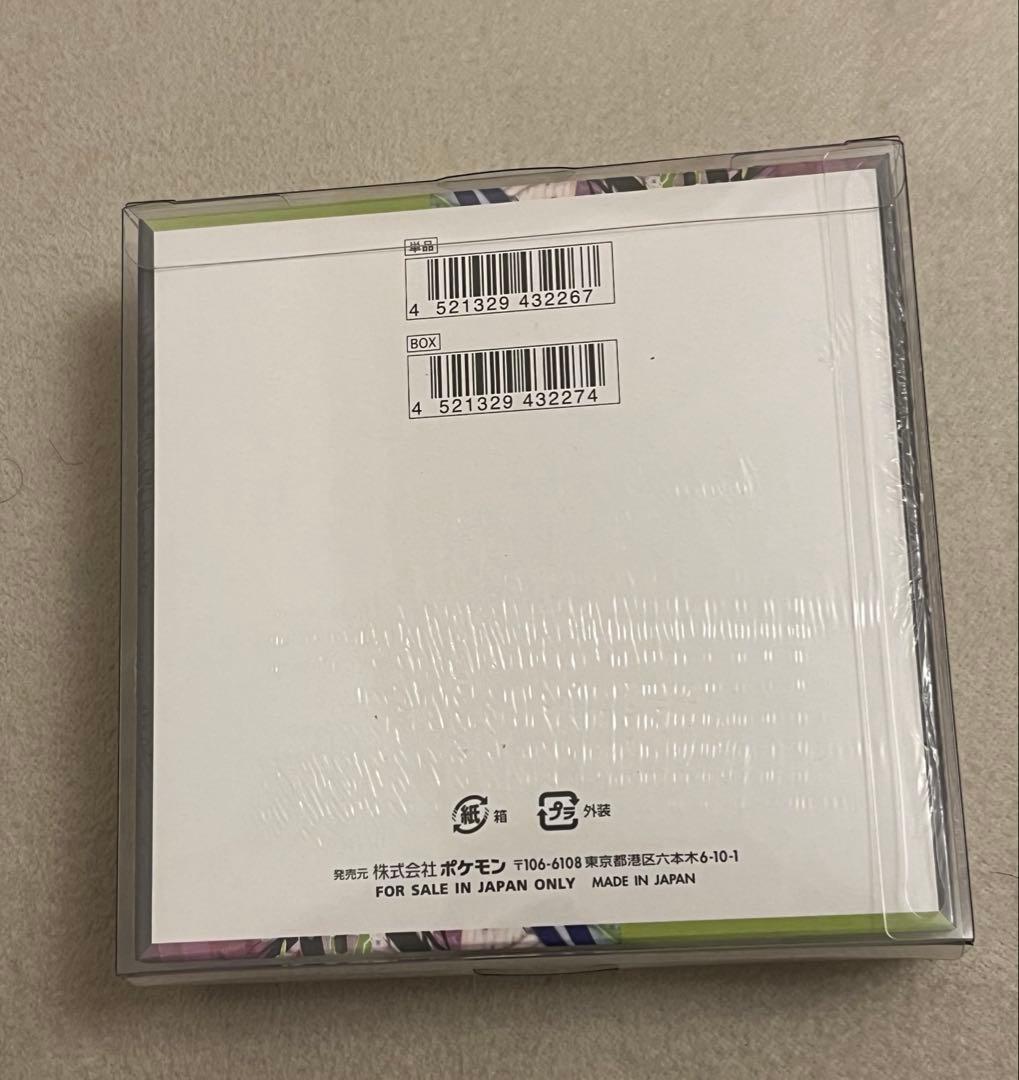 単品
4 521329 432267
BOX
4 521329 432274
紙 箱 プラ 外装
発売元 株式会社ポケモン 〒106-6108 東京都港区六本木6-10-1
FOR SALE IN JAPAN ONLY MADE IN JAPAN